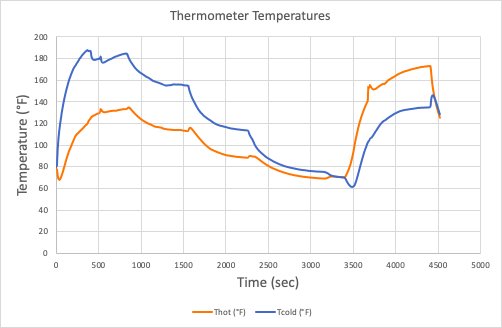 Thermometer Temperatures
Temperature (°F)
200
180
160
140
120
100
80
60
40
20
0
0 500 1000 1500 2000 2500 3000 3500 4000 4500 5000
Time (sec)
Thot (°F) Tcold (°F)